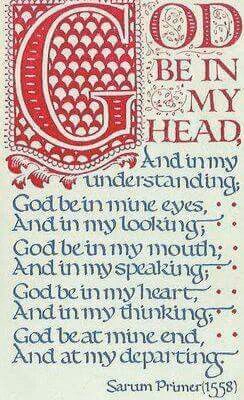 GOD
BE IN
MY
HEAD,
And in my
understanding;
God be in mine eyes,
And in my looking;
God be in my mouth;
And in my speaking;
God be in my heart,
And in my thinking;
God be at mine end,
And at my departing.
Sarum Primer (1558)